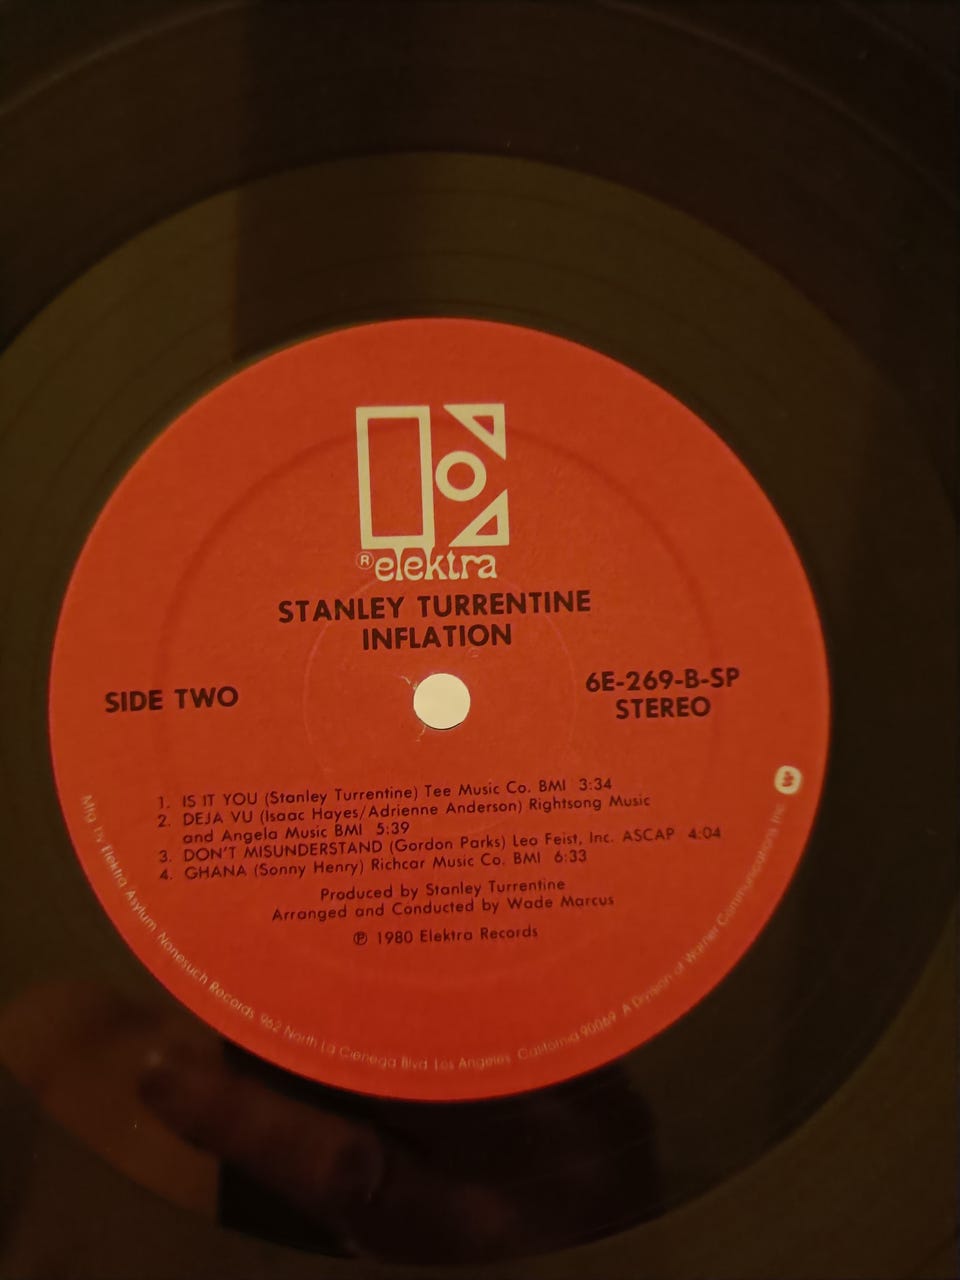 ® elektra
STANLEY TURRENTINE
INFLATION
SIDE TWO
6E-269-B-SP
STEREO
1. IS IT YOU (Stanley Turrentine) Tee Music Co. BMI 3:34
2. DEJA VU (Isaac Hayes/Adrienne Anderson) Rightsong Music
and Angela Music BMI 5:39
3. DON'T MISUNDERSTAND (Gordon Parks) Leo Feist, Inc. ASCAP 4:04
4. GHANA (Sonny Henry) Richcar Music Co. BMI 6:33
Produced by Stanley Turrentine
Arranged and Conducted by Wade Marcus
℗ 1980 Elektra Records
Mfg by Elektra Asylum Nonesuch Records 962 North La Cienega Blvd Los Angeles California 90069 A Division of Warner Communications Inc